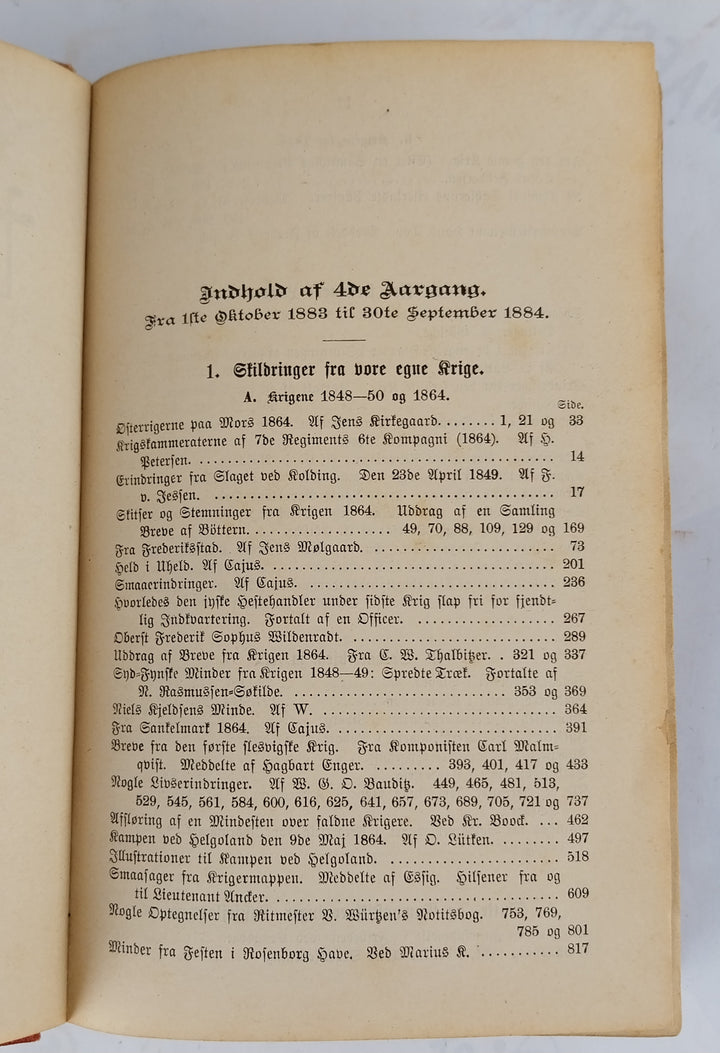 Indhold af 4de Aargang.
Fra 1ste Oktober 1883 til 30te September 1884.
1. Skildringer fra vore egne Krige.
A. Krigene 1848—50 og 1864.
Side.
Østerrigerne paa Mors 1864. Af Jens Kirkegaard........ 1, 21 og 33
Krigskammeraterne af 7de Regiments 6te Kompagni (1864). Af H.
Petersen. .................................................. 14
Erindringer fra Slaget ved Kolding. Den 23de April 1849. Af F.
v. Jessen. ................................................ 17
Skitser og Stemninger fra Krigen 1864. Uddrag af en Samling
Breve af Böttern.................... 49, 70, 88, 109, 129 og 169
Fra Frederiksstad. Af Jens Mølgaard. ......................... 73
Held i Uheld. Af Cajus. ..................................... 201
Smaaerindringer. Af Cajus. .................................. 236
Hvorledes den jyske Hestehandler under sidste Krig slap fri for fjendt-
lig Indkvartering. Fortalt af en Officer. .................. 267
Oberst Frederik Sophus Wildenradt. .......................... 289
Uddrag af Breve fra Krigen 1864. Fra C. W. Thalbitzer. . 321 og 337
Syd-Fynske Minder fra Krigen 1848—49: Spredte Træk. Fortalte af
N. Rasmussen-Søkilde. .............................. 353 og 369
Niels Kjeldsens Minde. Af W. ................................ 364
Fra Sankelmark 1864. Af Cajus. .............................. 391
Breve fra den første slesvigske Krig. Fra Komponisten Carl Malm-
qvist. Meddelte af Hagbart Enger. ......... 393, 401, 417 og 433
Nogle Livserindringer. Af W. G. O. Bauditz. 449, 465, 481, 513,
529, 545, 561, 584, 600, 616, 625, 641, 657, 673, 689, 705, 721 og 737
Afsløring af en Mindesten over faldne Krigere. Ved Kr. Boock. ... 462
Kampen ved Helgoland den 9de Maj 1864. Af O. Lütken. ........ 497
Illustrationer til Kampen ved Helgoland. ..................... 518
Smaasager fra Krigermappen. Meddelte af Essig. Hilsener fra og
til Lieutenant Ancker. ..................................... 609
Nogle Optegnelser fra Ritmester V. Würtzen's Notitsbog. 753, 769,
785 og 801
Minder fra Festen i Rosenborg Have. Ved Marius K. ........... 817